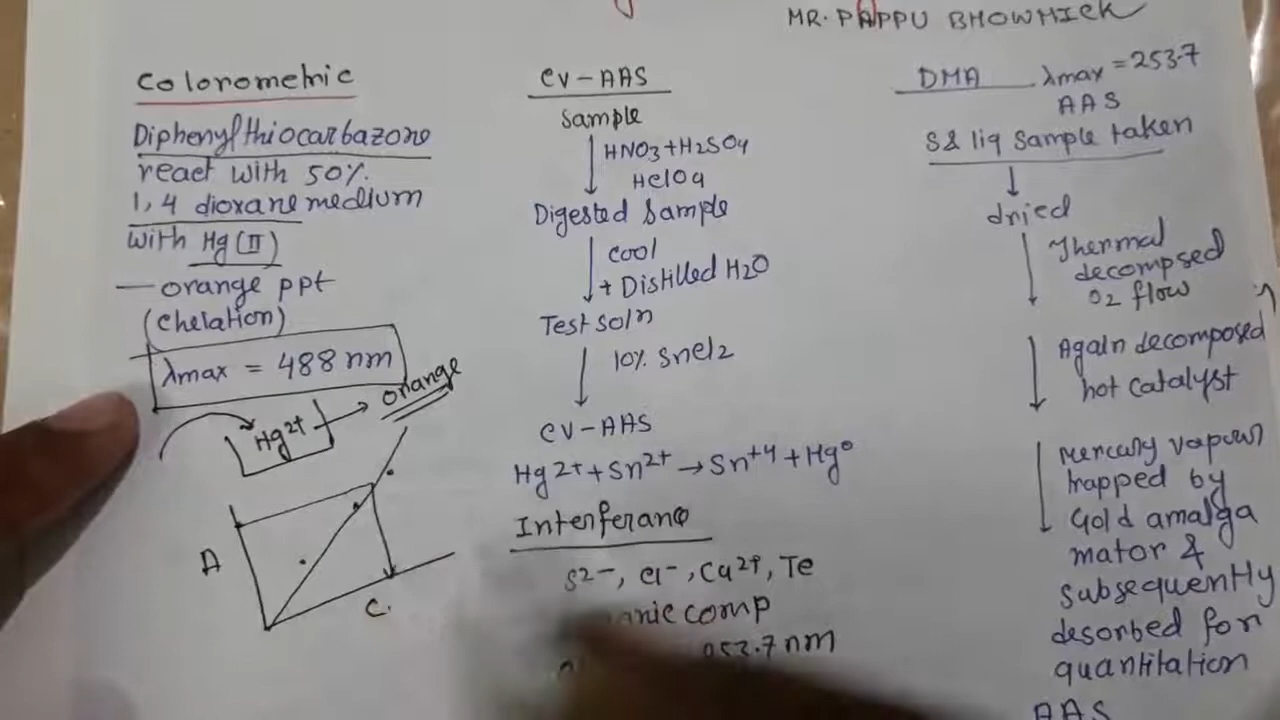 MR. PAPPU BHOWMICK
Colorometric
Diphenylthiocarbazone
react with 50%.
1,4 dioxane medium
with Hg(II)
— orange ppt
(Chelation)
λmax = 488 nm
Hg2+ → orange
A
C.
CV-AAS
Sample
HNO3+H2SO4
HClO4
Digested Sample
cool
+ Distilled H2O
Test soln
10% SnCl2
CV-AAS
Hg2+ + Sn2+ → Sn+4 + Hg0
Interferance
S2-, Cl-, Cu2+, Te
comp
253.7 nm
DMA λmax = 253.7
AAS
S & liq Sample taken
dried
Thermal
decompsed
O2 flow
Again decomposed
hot catalyst
Mercury vapour
trapped by
Gold amalga
mator &
subsequently
desorbed for
quantitation
AAS